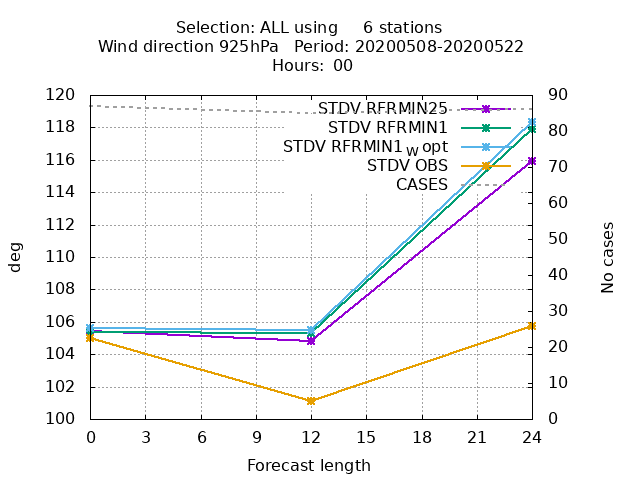 Selection: ALL using     6 stations
Wind direction 925hPa   Period: 20200508-20200522
Hours:  00
STDV RFRMIN25
STDV RFRMIN1
STDV RFRMIN1_W opt
STDV OBS
CASES
120
118
116
114
112
110
108
106
104
102
100
90
80
70
60
50
40
30
20
10
0
deg
No cases
0 3 6 9 12 15 18 21 24
Forecast length